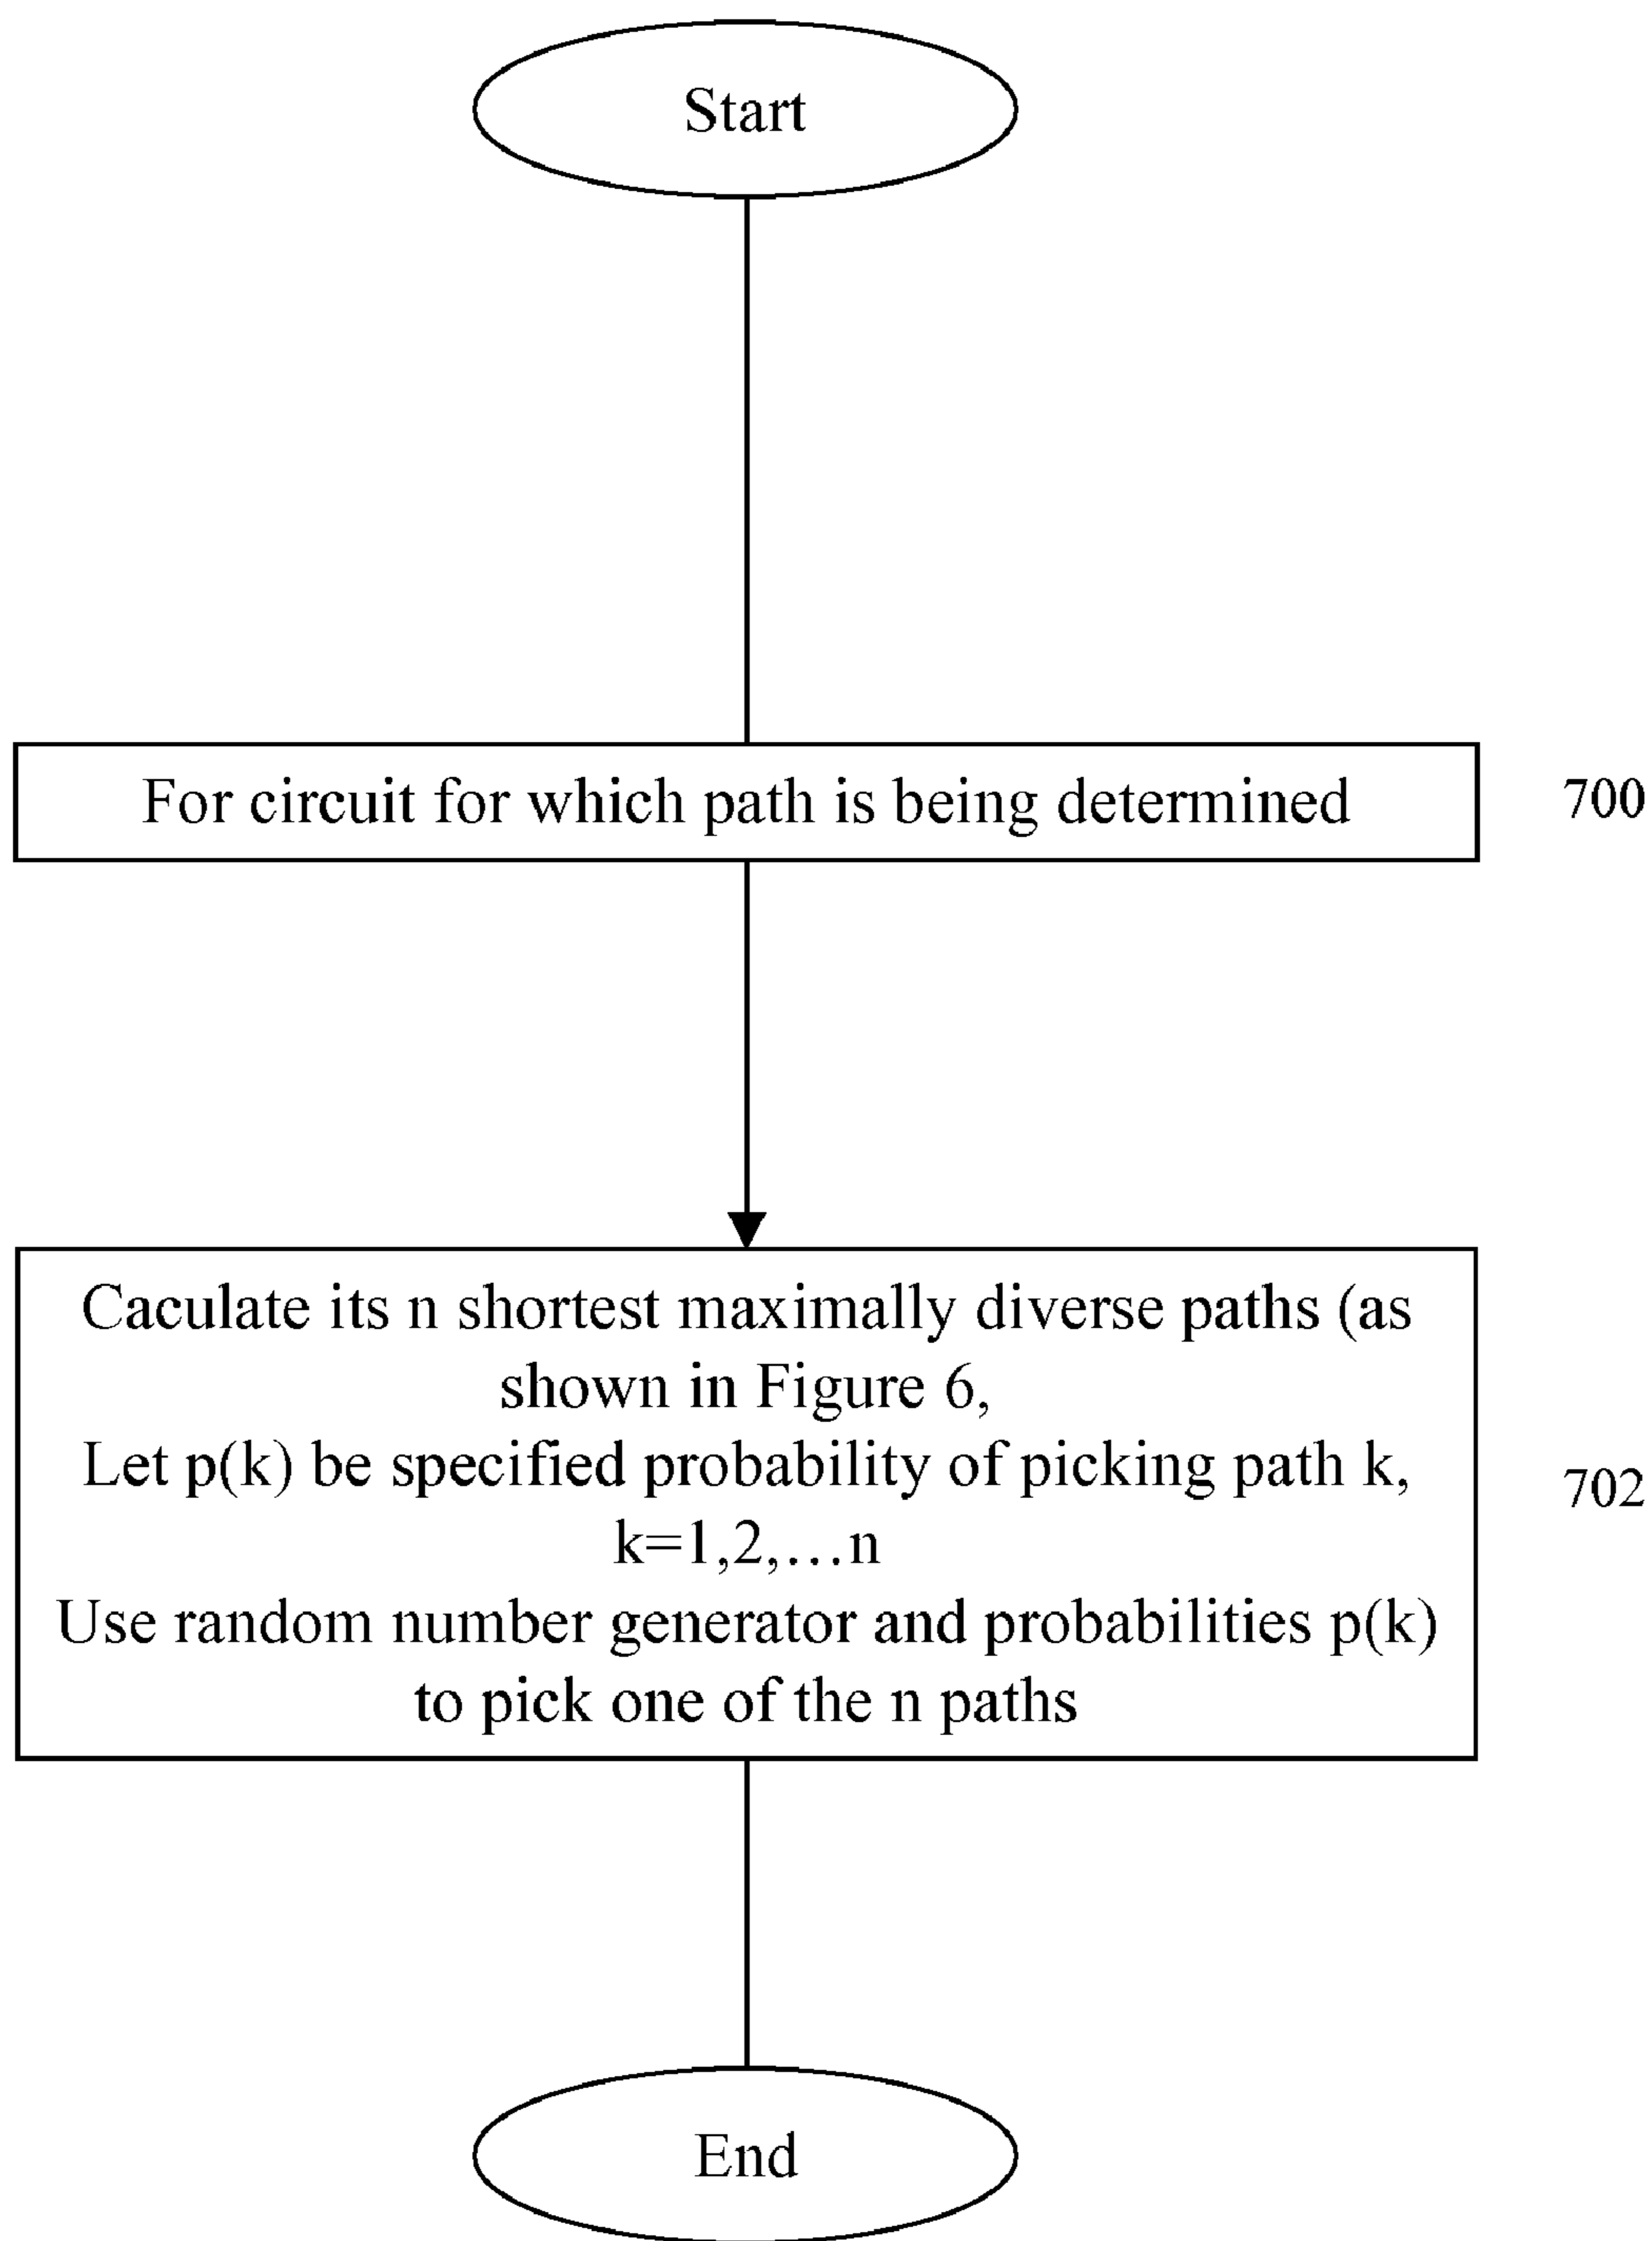 Start
For circuit for which path is being determined
700
Caculate its n shortest maximally diverse paths (as
shown in Figure 6,
Let p(k) be specified probability of picking path k,
k=1,2,…n
Use random number generator and probabilities p(k)
to pick one of the n paths
702
End